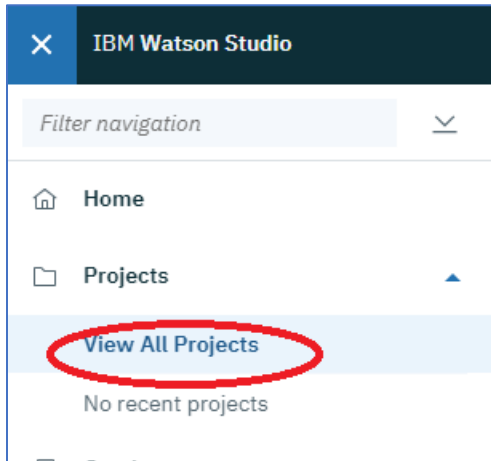 IBM Watson Studio
Filter navigation
Home
Projects
View All Projects
No recent projects